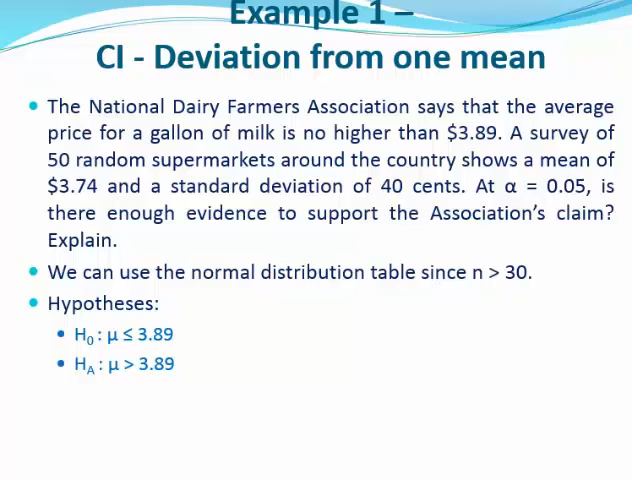 Example 1 –
CI - Deviation from one mean
• The National Dairy Farmers Association says that the average
price for a gallon of milk is no higher than $3.89. A survey of
50 random supermarkets around the country shows a mean of
$3.74 and a standard deviation of 40 cents. At α = 0.05, is
there enough evidence to support the Association's claim?
Explain.
• We can use the normal distribution table since n > 30.
• Hypotheses:
• H₀ : μ ≤ 3.89
• Hᴀ : μ > 3.89